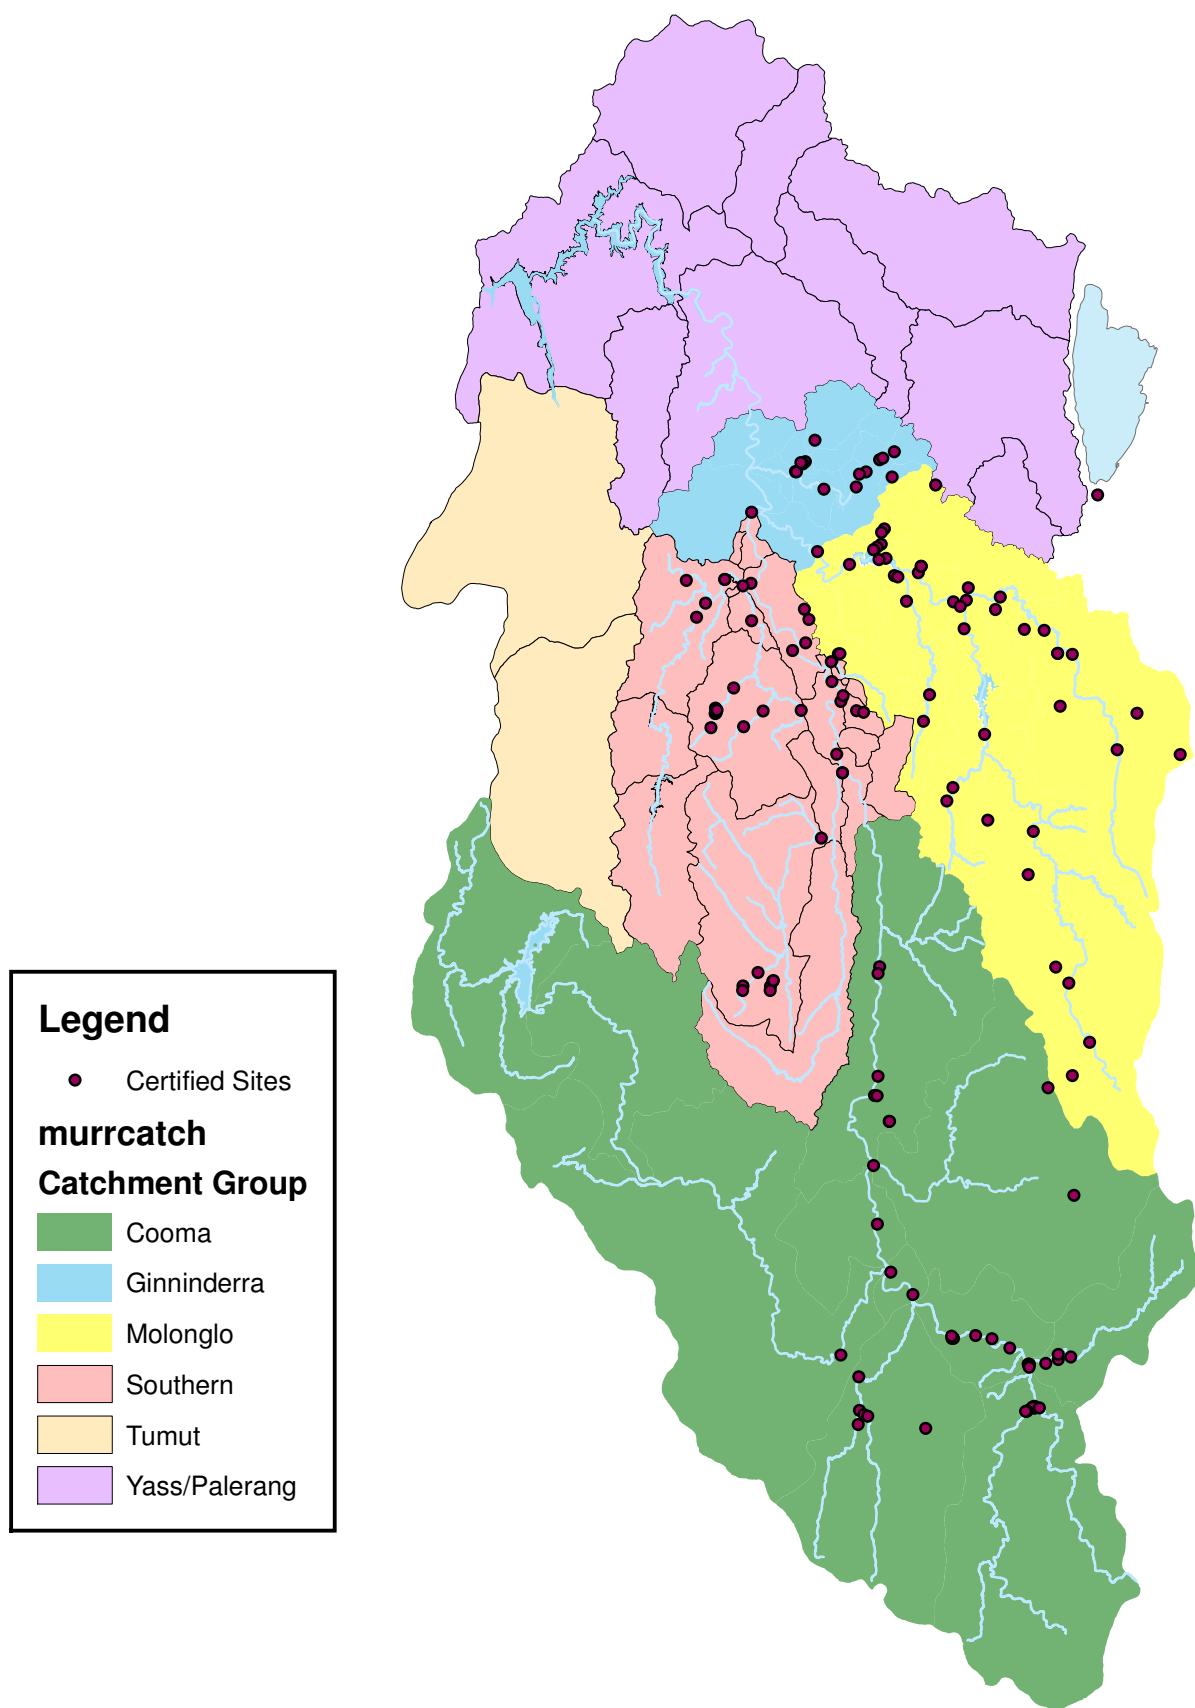 Legend
Certified Sites
murrcatch
Catchment Group
Cooma
Ginninderra
Molonglo
Southern
Tumut
Yass/Palerang